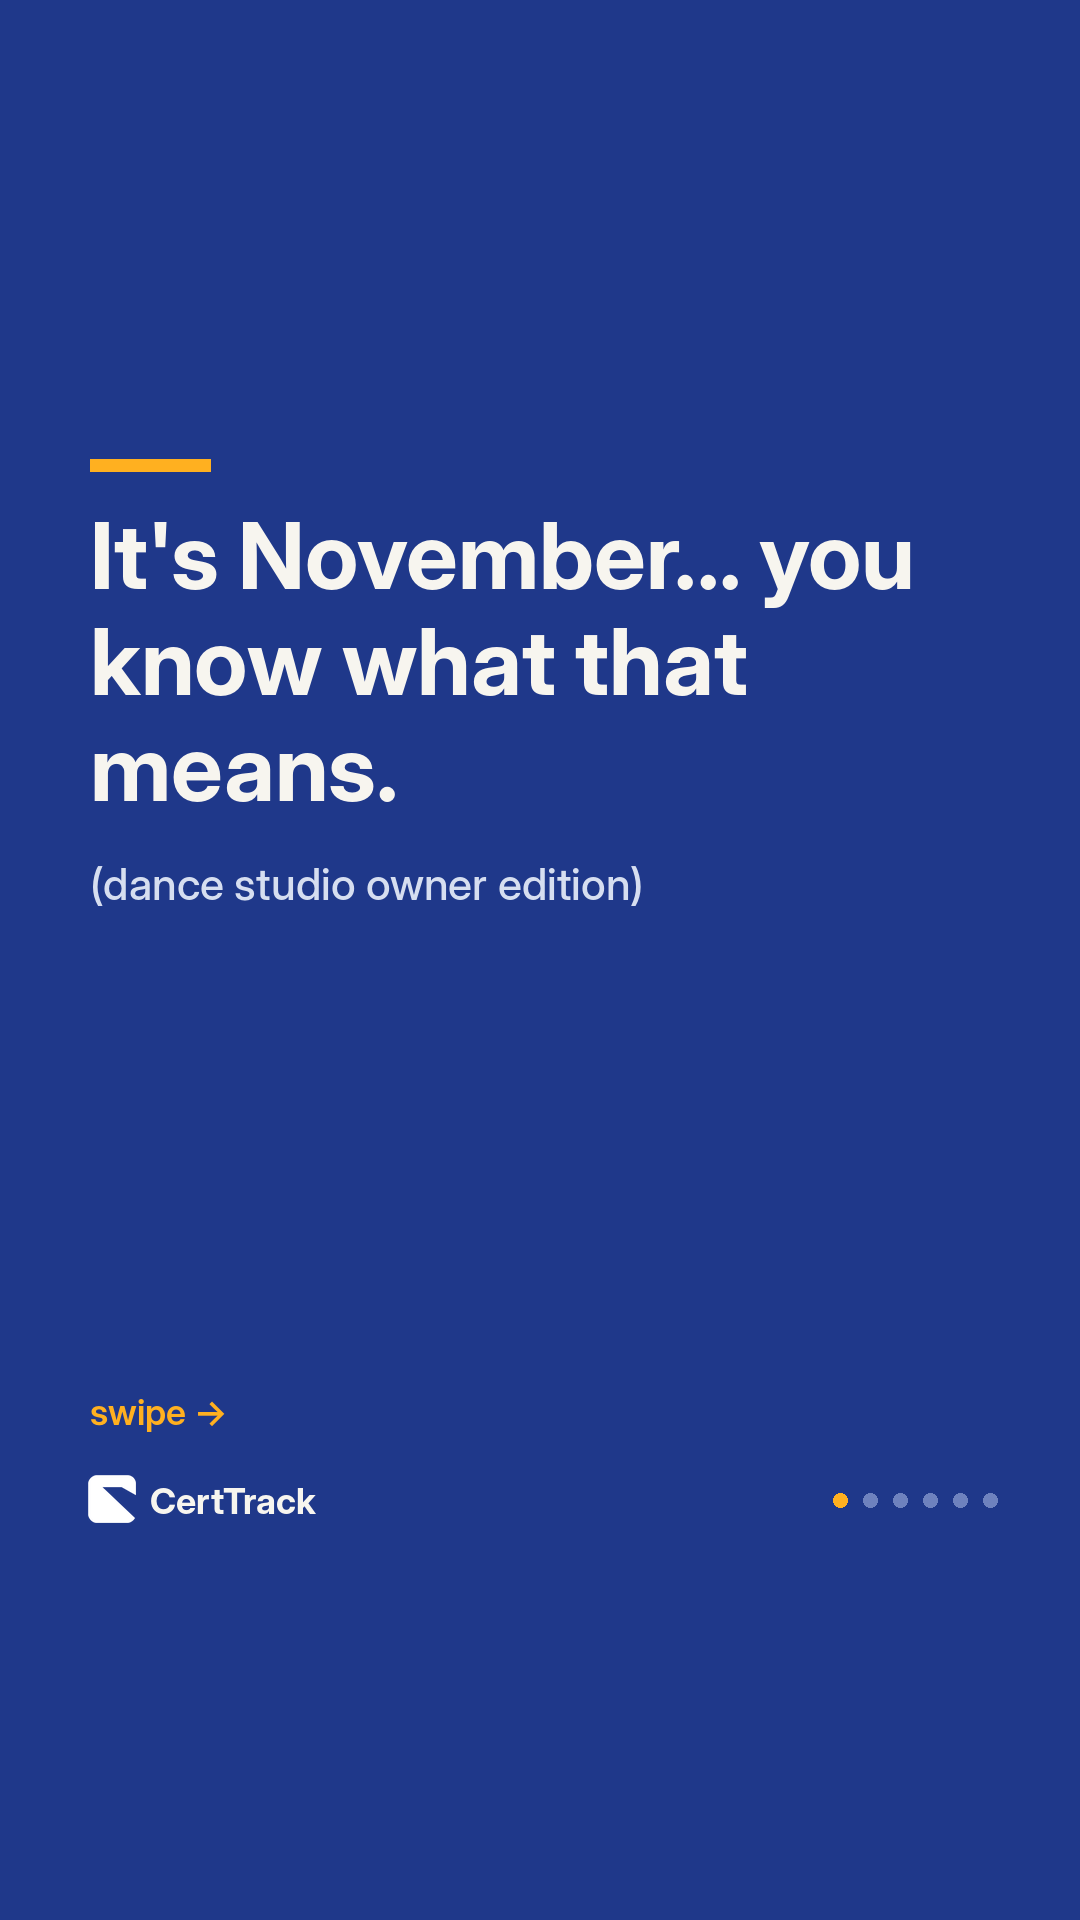 It's November... you
know what that
means.
(dance studio owner edition)
swipe →
CertTrack